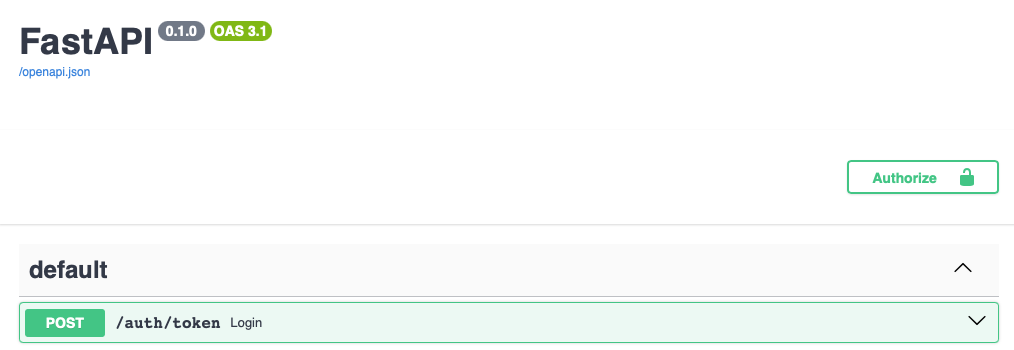 FastAPI 0.1.0 OAS 3.1
/openapi.json
Authorize
default
POST /auth/token Login